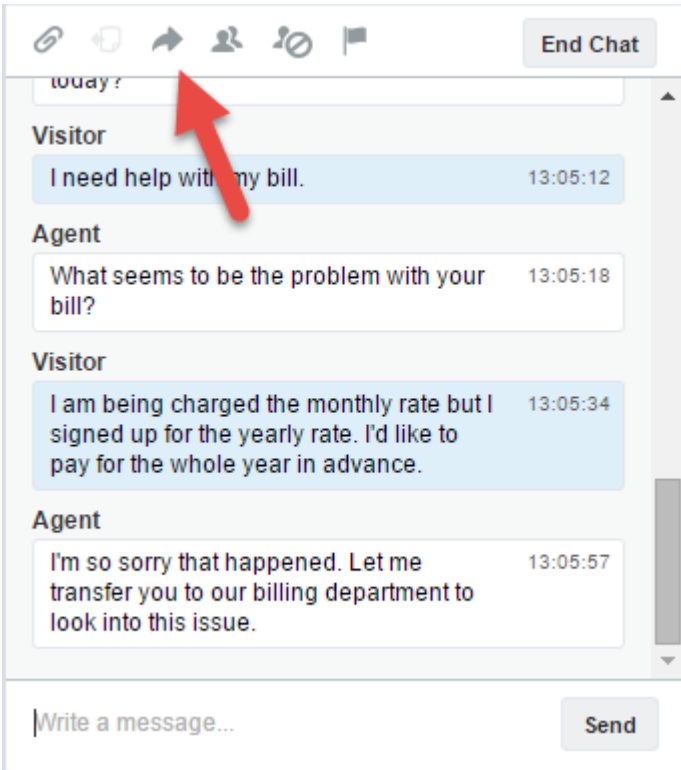 End Chat
today?
Visitor
I need help with my bill. 13:05:12
Agent
What seems to be the problem with your 13:05:18
bill?
Visitor
I am being charged the monthly rate but I 13:05:34
signed up for the yearly rate. I'd like to
pay for the whole year in advance.
Agent
I'm so sorry that happened. Let me 13:05:57
transfer you to our billing department to
look into this issue.
Write a message...
Send